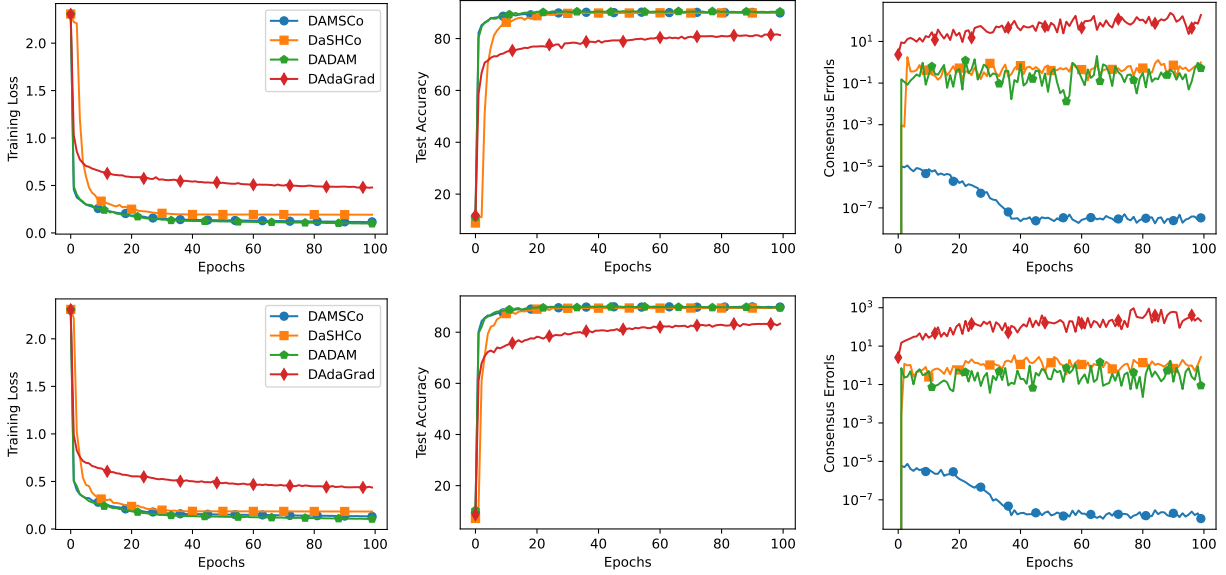 2.0
1.5
1.0
0.5
0.0
Training Loss
0 20 40 60 80 100
Epochs
DAMSCo
DaSHCo
DADAM
DAdaGrad
80
60
40
20
Test Accuracy
0 20 40 60 80 100
Epochs
10^1
10^-1
10^-3
10^-5
10^-7
Consensus Errorls
0 20 40 60 80 100
Epochs
2.0
1.5
1.0
0.5
0.0
Training Loss
0 20 40 60 80 100
Epochs
DAMSCo
DaSHCo
DADAM
DAdaGrad
80
60
40
20
Test Accuracy
0 20 40 60 80 100
Epochs
10^3
10^1
10^-1
10^-3
10^-5
10^-7
Consensus Errorls
0 20 40 60 80 100
Epochs